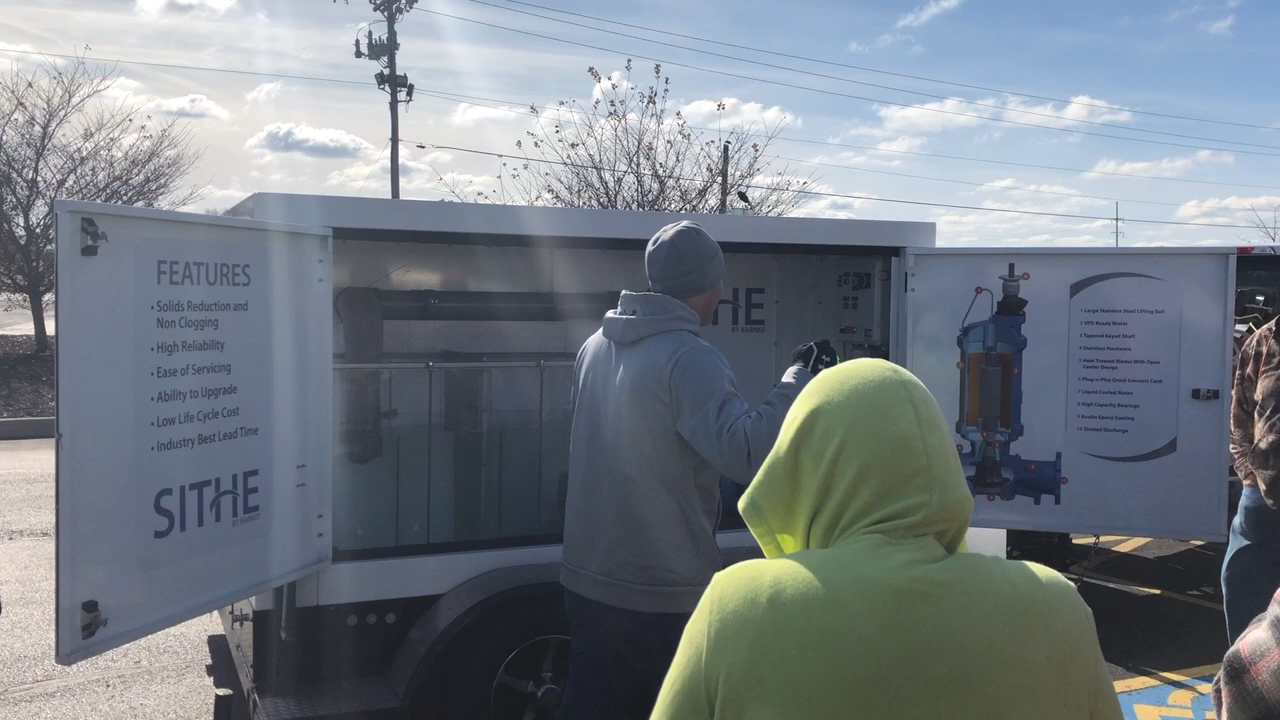 FEATURES
• Solids Reduction and
Non Clogging
• High Reliability
• Ease of Servicing
• Ability to Upgrade
• Low Life Cycle Cost
• Industry Best Lead Time
SITHE
BY BARNES
HE
BY BARNES
1 Large Stainless Steel Lifting Bail
2 VFD Ready Motor
3 Tapered Keyed Shaft
4 Stainless Hardware
5 Heat Treated Blades With Open
Center Design
6 Plug-n-Play Quick Connect Cord
7 Liquid Cooled Motor
8 High Capacity Bearings
9 Axalta Epoxy Coating
10 Slanted Discharge